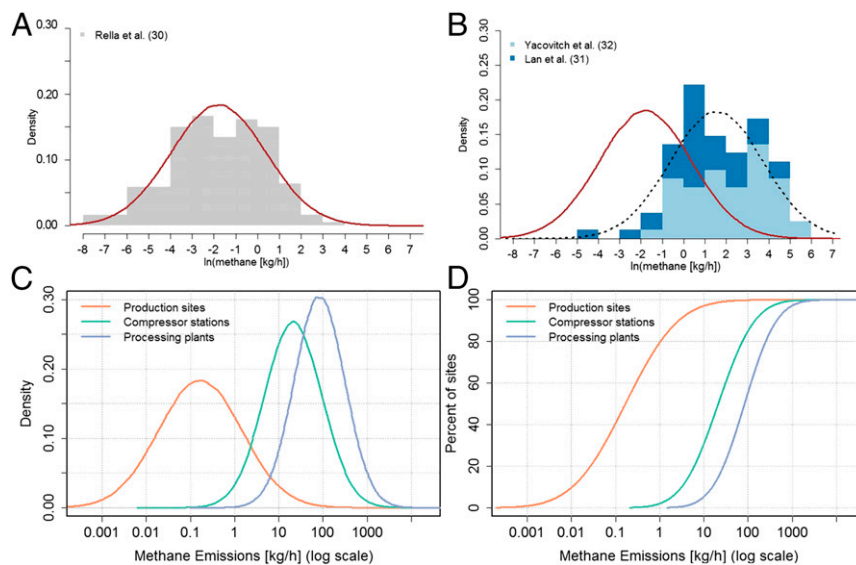 A
Rella et al. (30)
Density
0.30
0.20
0.10
0.00
-8 -7 -6 -5 -4 -3 -2 -1 0 1 2 3 4 5 6 7
ln(methane [kg/h])
B
Yacovitch et al. (32)
Lan et al. (31)
Density
0.30
0.25
0.20
0.15
0.10
0.05
0.00
-8 -7 -6 -5 -4 -3 -2 -1 0 1 2 3 4 5 6 7
ln(methane [kg/h])
C
Production sites
Compressor stations
Processing plants
Density
0.30
0.20
0.10
0.00
0.001 0.01 0.1 1 10 100 1000
Methane Emissions [kg/h] (log scale)
D
Production sites
Compressor stations
Processing plants
Percent of sites
100
80
60
40
20
0
0.001 0.01 0.1 1 10 100 1000
Methane Emissions [kg/h] (log scale)